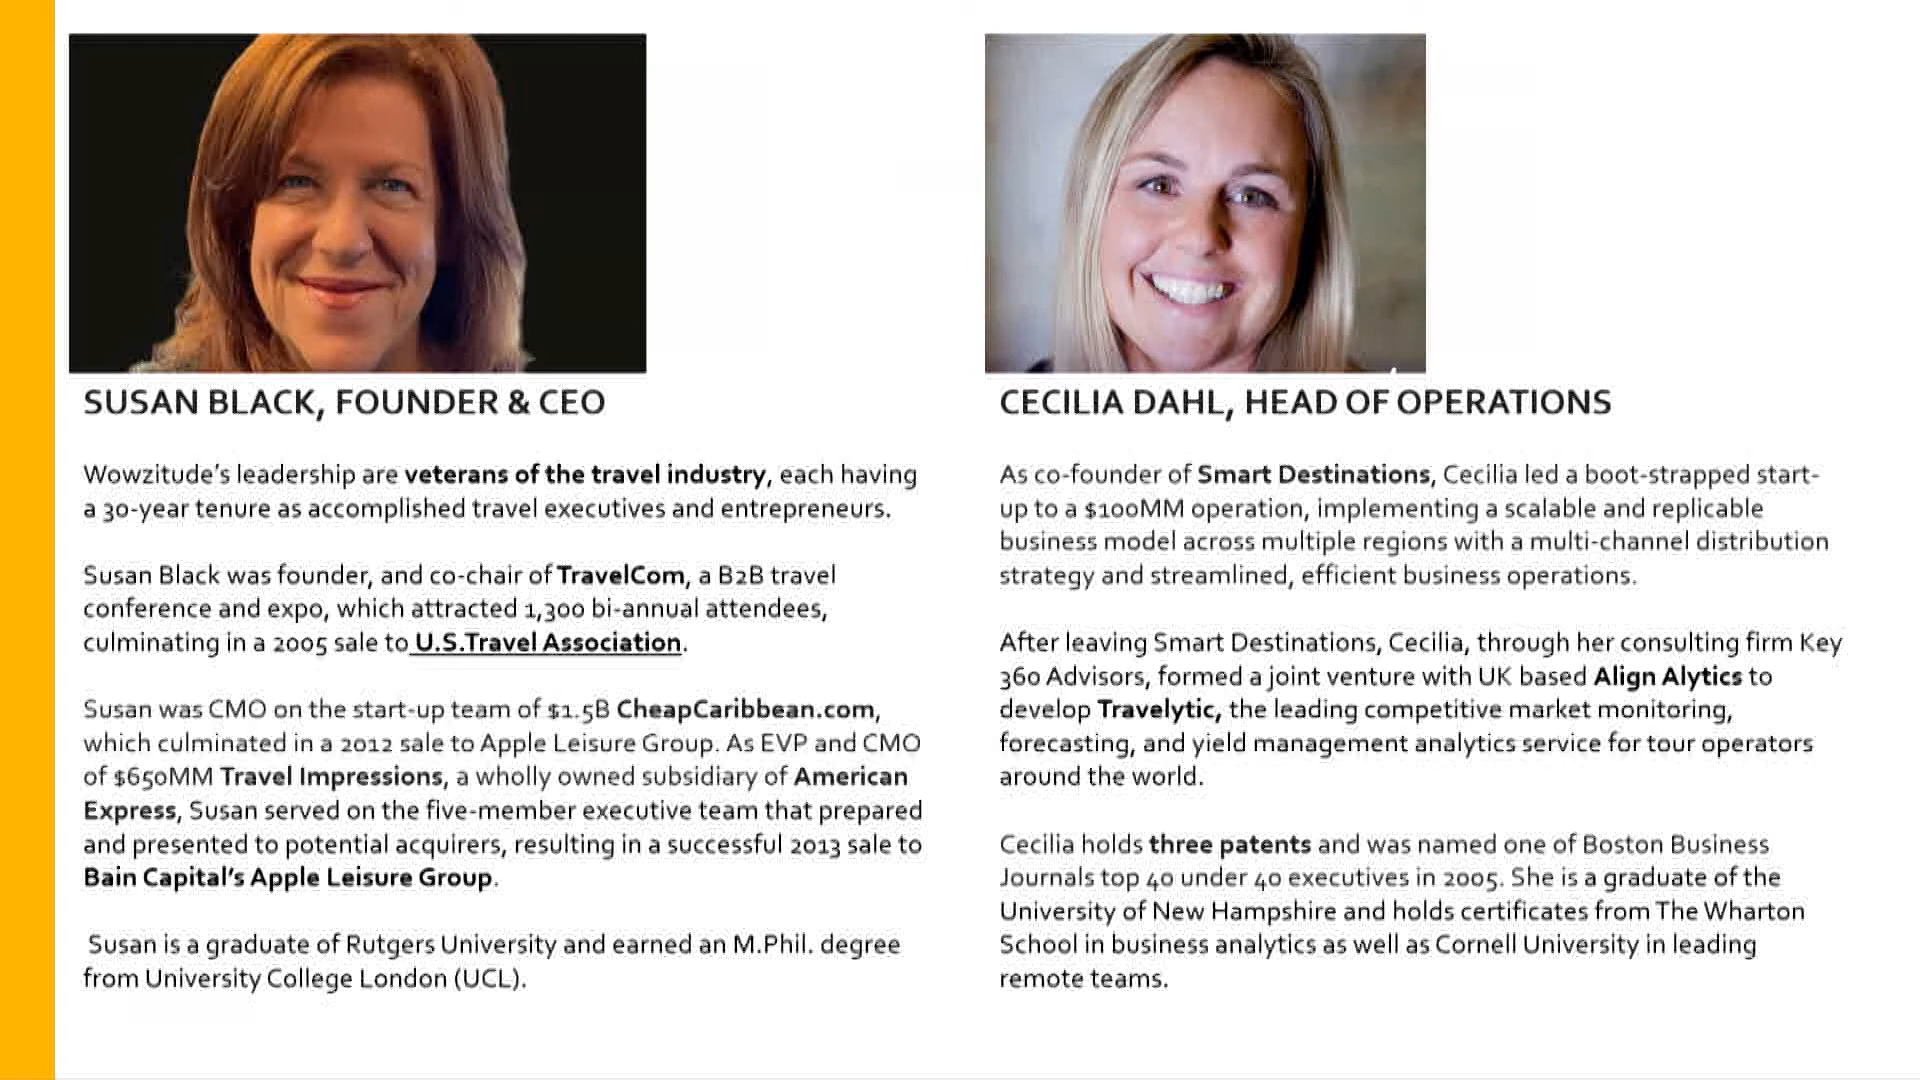 SUSAN BLACK, FOUNDER & CEO
Wowzitude's leadership are veterans of the travel industry, each having
a 30-year tenure as accomplished travel executives and entrepreneurs.
Susan Black was founder, and co-chair of TravelCom, a B2B travel
conference and expo, which attracted 1,300 bi-annual attendees,
culminating in a 2005 sale to U.S.Travel Association.
Susan was CMO on the start-up team of $1.5B CheapCaribbean.com,
which culminated in a 2012 sale to Apple Leisure Group. As EVP and CMO
of $650MM Travel Impressions, a wholly owned subsidiary of American
Express, Susan served on the five-member executive team that prepared
and presented to potential acquirers, resulting in a successful 2013 sale to
Bain Capital's Apple Leisure Group.
Susan is a graduate of Rutgers University and earned an M.Phil. degree
from University College London (UCL).
CECILIA DAHL, HEAD OF OPERATIONS
As co-founder of Smart Destinations, Cecilia led a boot-strapped start-
up to a $100MM operation, implementing a scalable and replicable
business model across multiple regions with a multi-channel distribution
strategy and streamlined, efficient business operations.
After leaving Smart Destinations, Cecilia, through her consulting firm Key
360 Advisors, formed a joint venture with UK based Align Alytics to
develop Travelytic, the leading competitive market monitoring,
forecasting, and yield management analytics service for tour operators
around the world.
Cecilia holds three patents and was named one of Boston Business
Journals top 40 under 40 executives in 2005. She is a graduate of the
University of New Hampshire and holds certificates from The Wharton
School in business analytics as well as Cornell University in leading
remote teams.